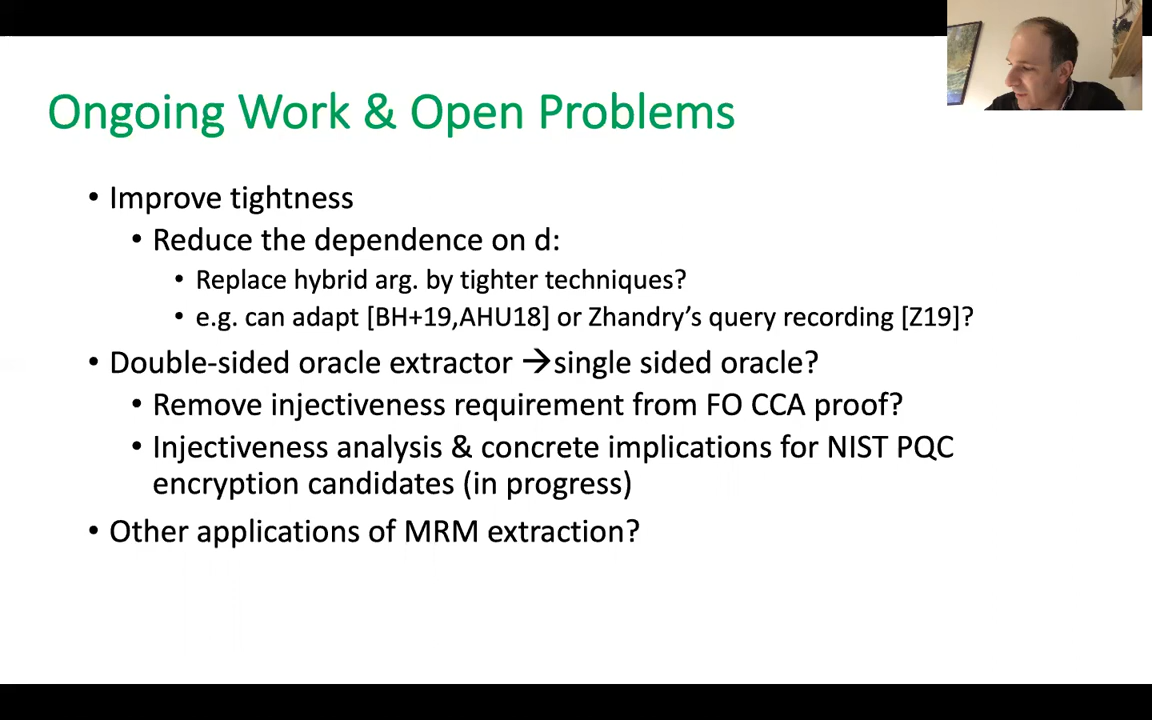 Ongoing Work & Open Problems
• Improve tightness
• Reduce the dependence on d:
• Replace hybrid arg. by tighter techniques?
• e.g. can adapt [BH+19,AHU18] or Zhandry’s query recording [Z19]?
• Double-sided oracle extractor →single sided oracle?
• Remove injectiveness requirement from FO CCA proof?
• Injectiveness analysis & concrete implications for NIST PQC
encryption candidates (in progress)
• Other applications of MRM extraction?